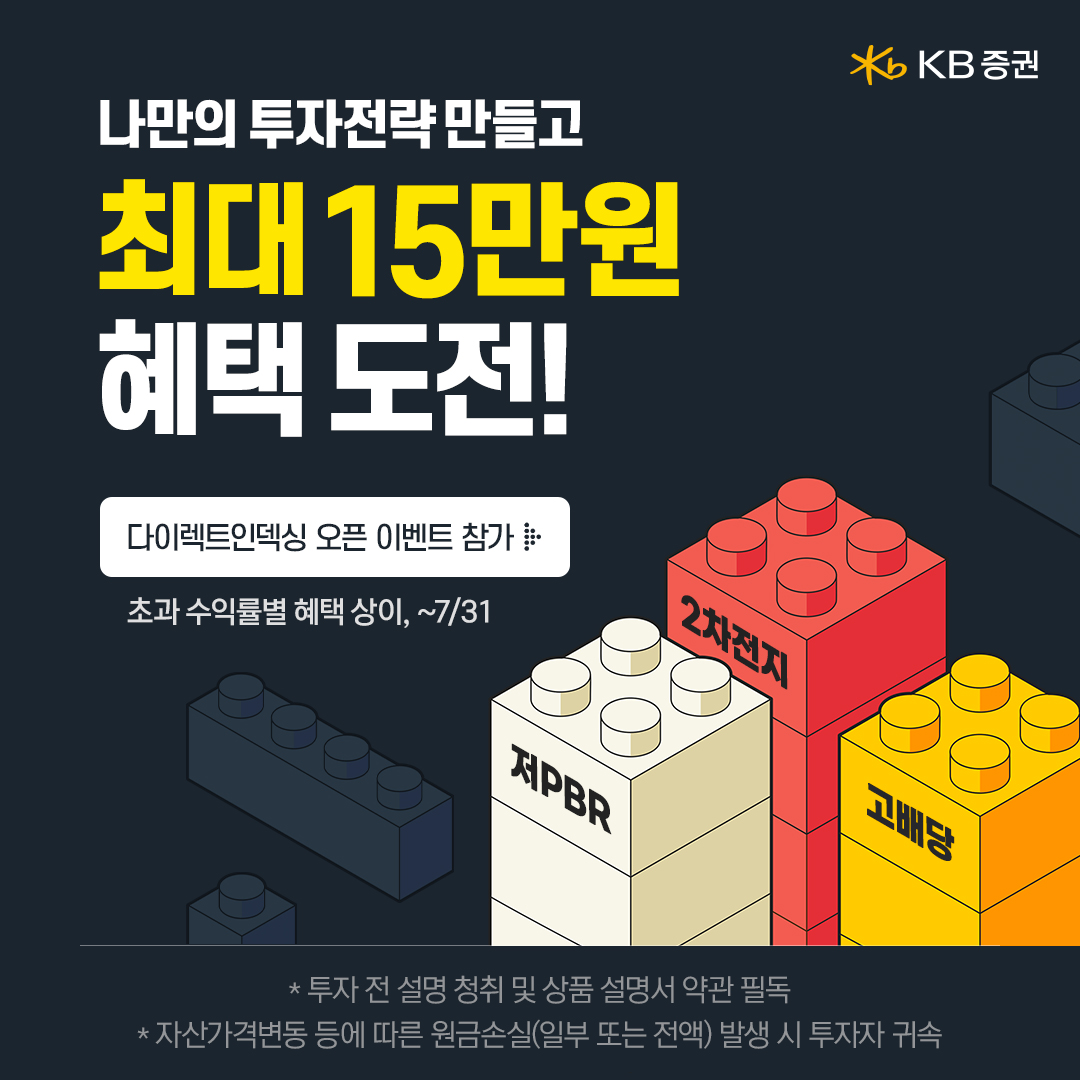 KB 증권
나만의 투자전략 만들고
최대 15만원
혜택 도전!
다이렉트인덱싱 오픈 이벤트 참가
초과 수익률별 혜택 상이, ~7/31
2차전지
저PBR
고배당
* 투자 전 설명 청취 및 상품 설명서 약관 필독
* 자산가격변동 등에 따른 원금손실(일부 또는 전액) 발생 시 투자자 귀속